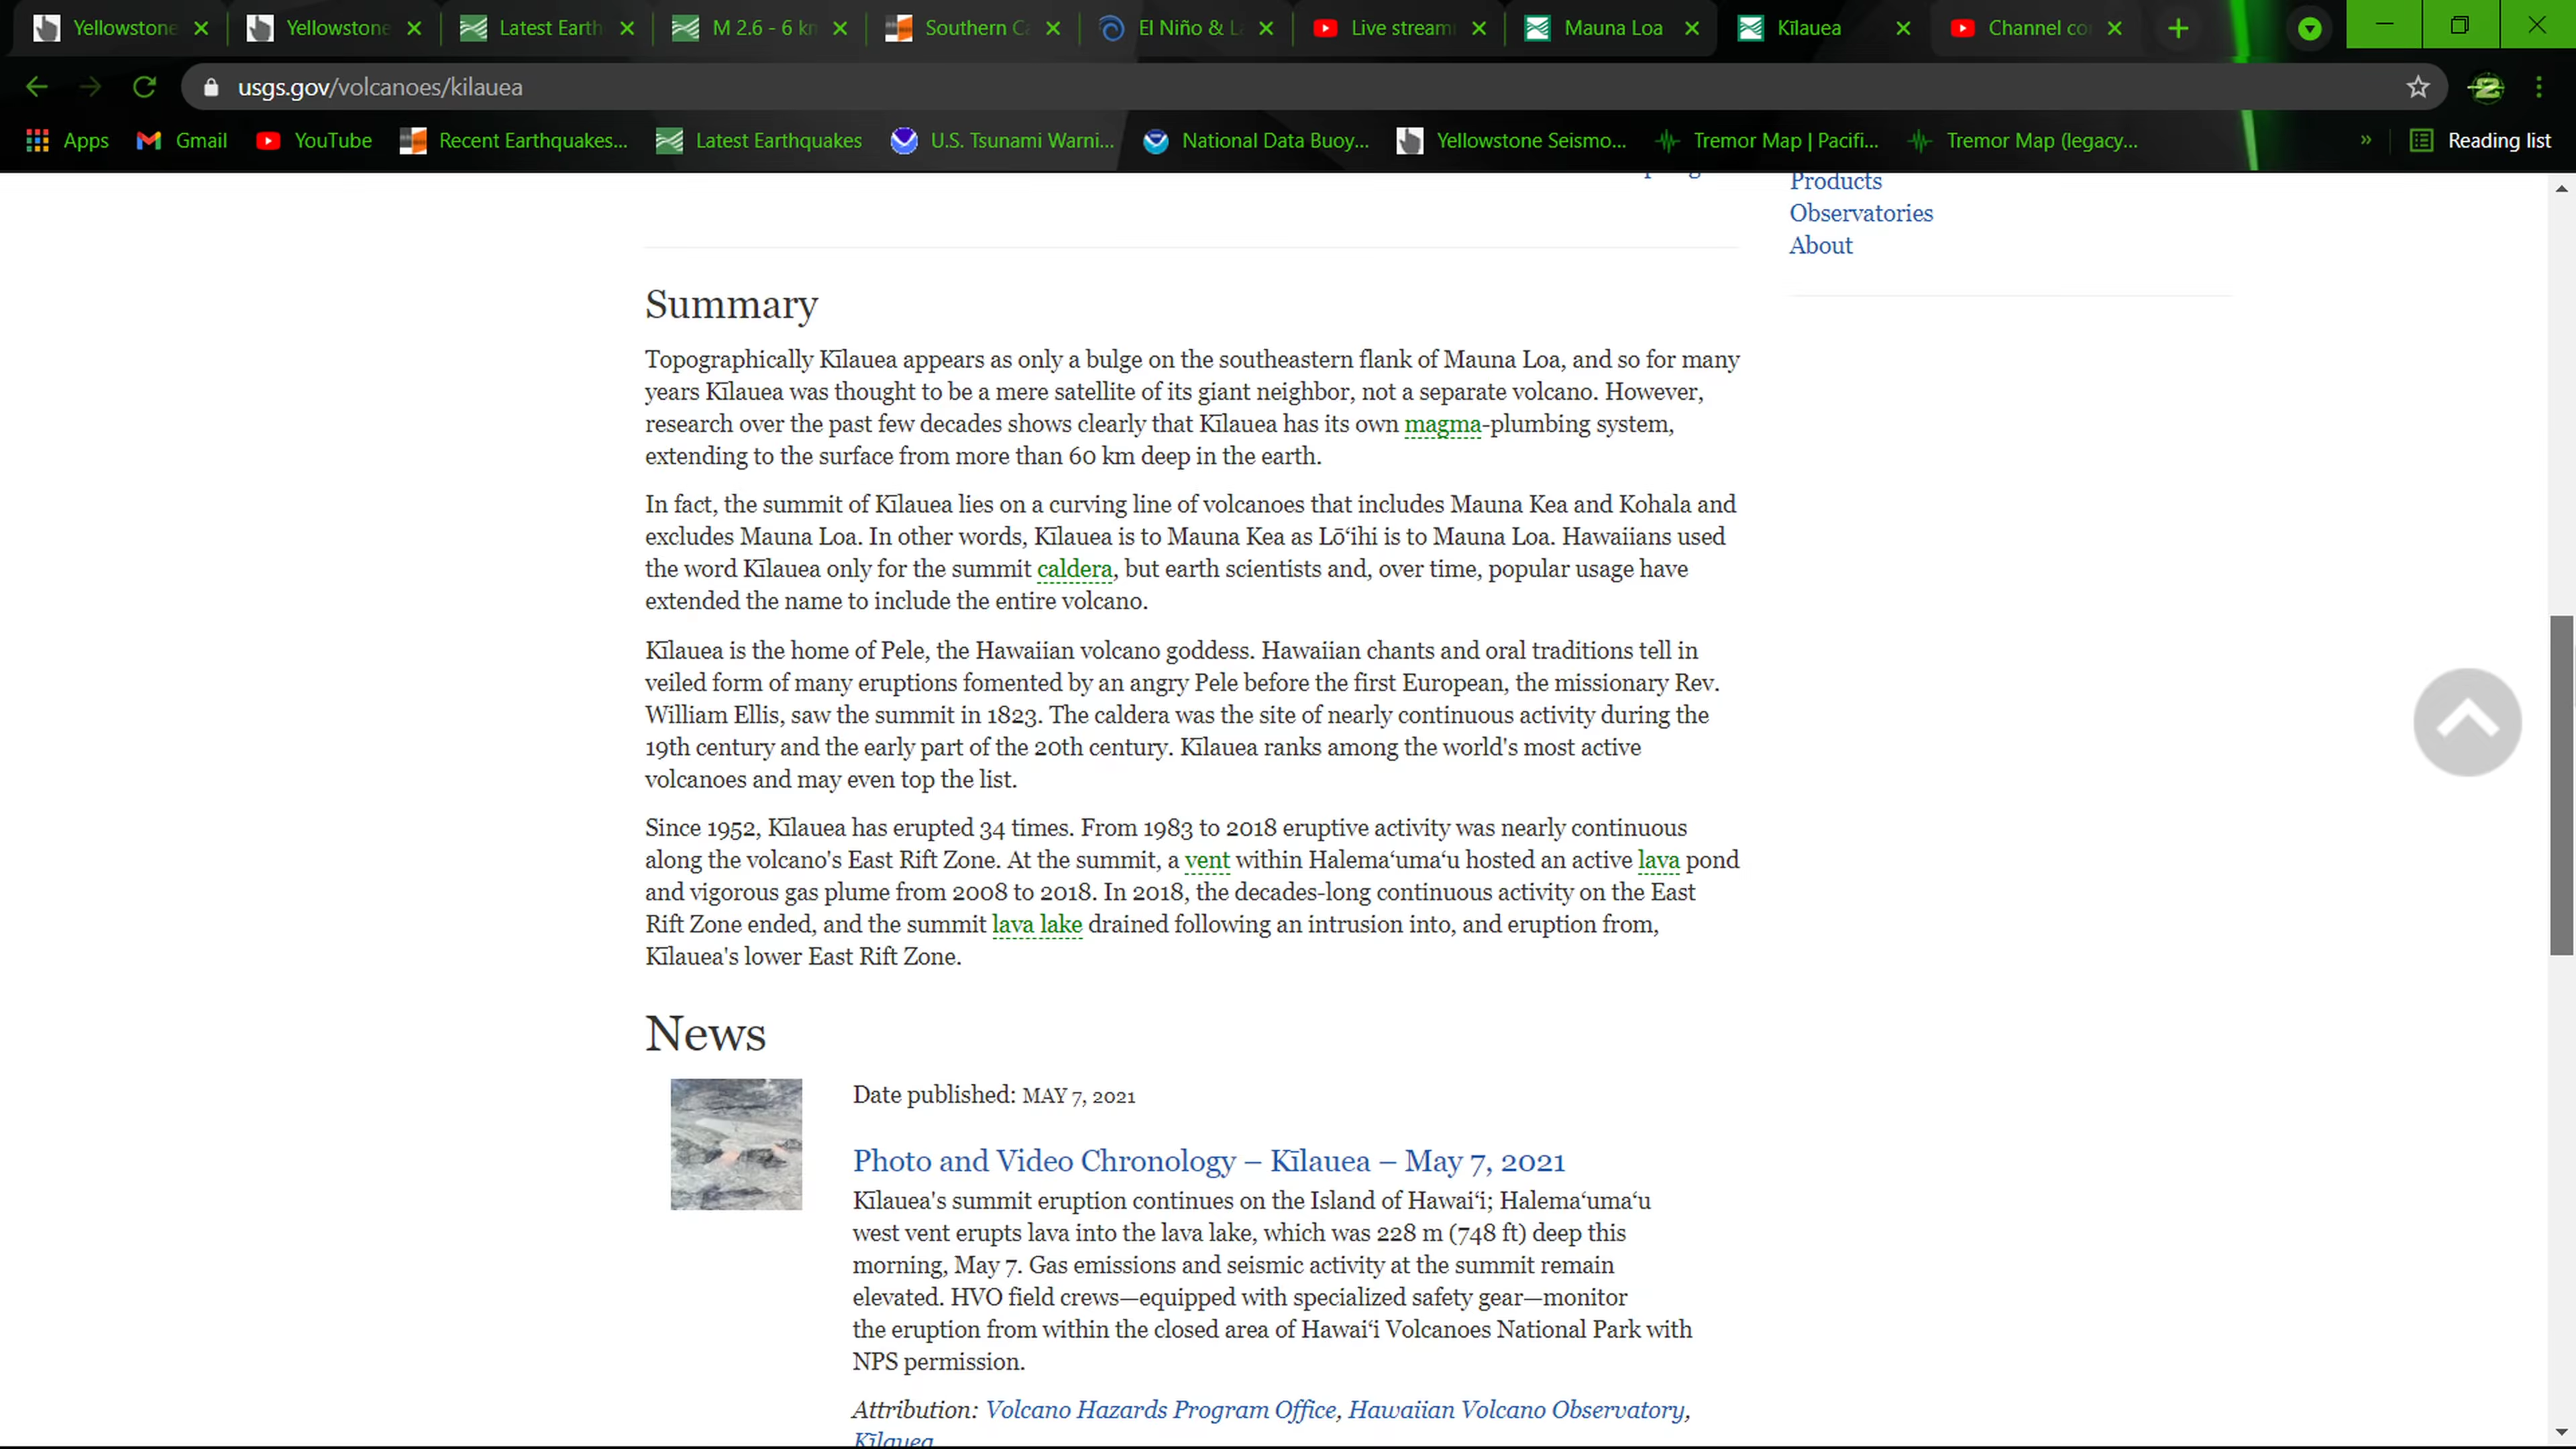 Yellowstone
Yellowstone
Latest Earth
M 2.6 - 6 km
Southern Ca
El Niño & L
Live stream
Mauna Loa
Kīlauea
Channel co
usgs.gov/volcanoes/kilauea
Apps
Gmail
YouTube
Recent Earthquakes...
Latest Earthquakes
U.S. Tsunami Warni...
National Data Buoy...
Yellowstone Seismo...
Tremor Map | Pacifi...
Tremor Map (legacy...
»
Reading list
Products
Observatories
About
Summary
Topographically Kīlauea appears as only a bulge on the southeastern flank of Mauna Loa, and so for many
years Kīlauea was thought to be a mere satellite of its giant neighbor, not a separate volcano. However,
research over the past few decades shows clearly that Kīlauea has its own magma-plumbing system,
extending to the surface from more than 60 km deep in the earth.
In fact, the summit of Kīlauea lies on a curving line of volcanoes that includes Mauna Kea and Kohala and
excludes Mauna Loa. In other words, Kīlauea is to Mauna Kea as Lōʻihi is to Mauna Loa. Hawaiians used
the word Kīlauea only for the summit caldera, but earth scientists and, over time, popular usage have
extended the name to include the entire volcano.
Kīlauea is the home of Pele, the Hawaiian volcano goddess. Hawaiian chants and oral traditions tell in
veiled form of many eruptions fomented by an angry Pele before the first European, the missionary Rev.
William Ellis, saw the summit in 1823. The caldera was the site of nearly continuous activity during the
19th century and the early part of the 20th century. Kīlauea ranks among the world's most active
volcanoes and may even top the list.
Since 1952, Kīlauea has erupted 34 times. From 1983 to 2018 eruptive activity was nearly continuous
along the volcano's East Rift Zone. At the summit, a vent within Halemaʻumaʻu hosted an active lava pond
and vigorous gas plume from 2008 to 2018. In 2018, the decades-long continuous activity on the East
Rift Zone ended, and the summit lava lake drained following an intrusion into, and eruption from,
Kīlauea's lower East Rift Zone.
News
Date published: MAY 7, 2021
Photo and Video Chronology – Kīlauea – May 7, 2021
Kīlauea's summit eruption continues on the Island of Hawaiʻi; Halemaʻumaʻu
west vent erupts lava into the lava lake, which was 228 m (748 ft) deep this
morning, May 7. Gas emissions and seismic activity at the summit remain
elevated. HVO field crews—equipped with specialized safety gear—monitor
the eruption from within the closed area of Hawaiʻi Volcanoes National Park with
NPS permission.
Attribution: Volcano Hazards Program Office, Hawaiian Volcano Observatory,
Kīlauea